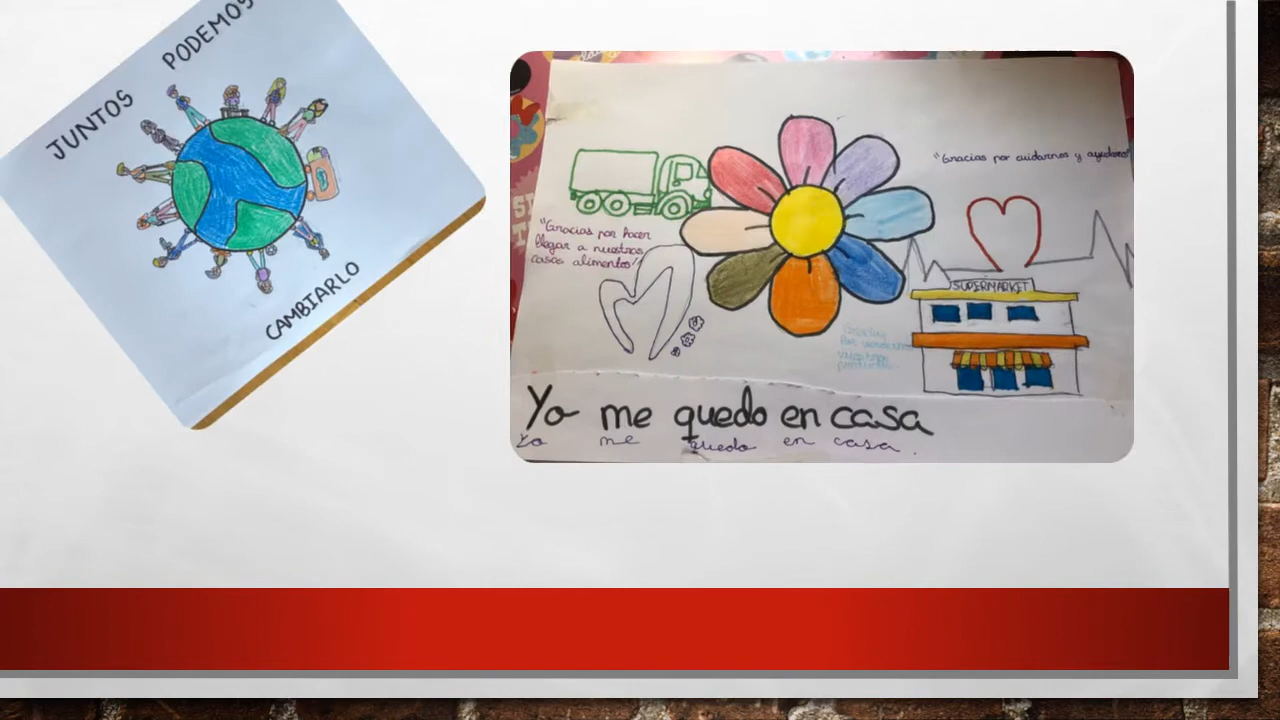 JUNTOS PODEMOS
CAMBIARLO
"Gracias por cuidarnos y ayudarnos"
"Gracias por hacer
llegar a nuestras
casas alimentos"
SUPERMARKET
Yo me quedo en casa
Yo me quedo en casa.